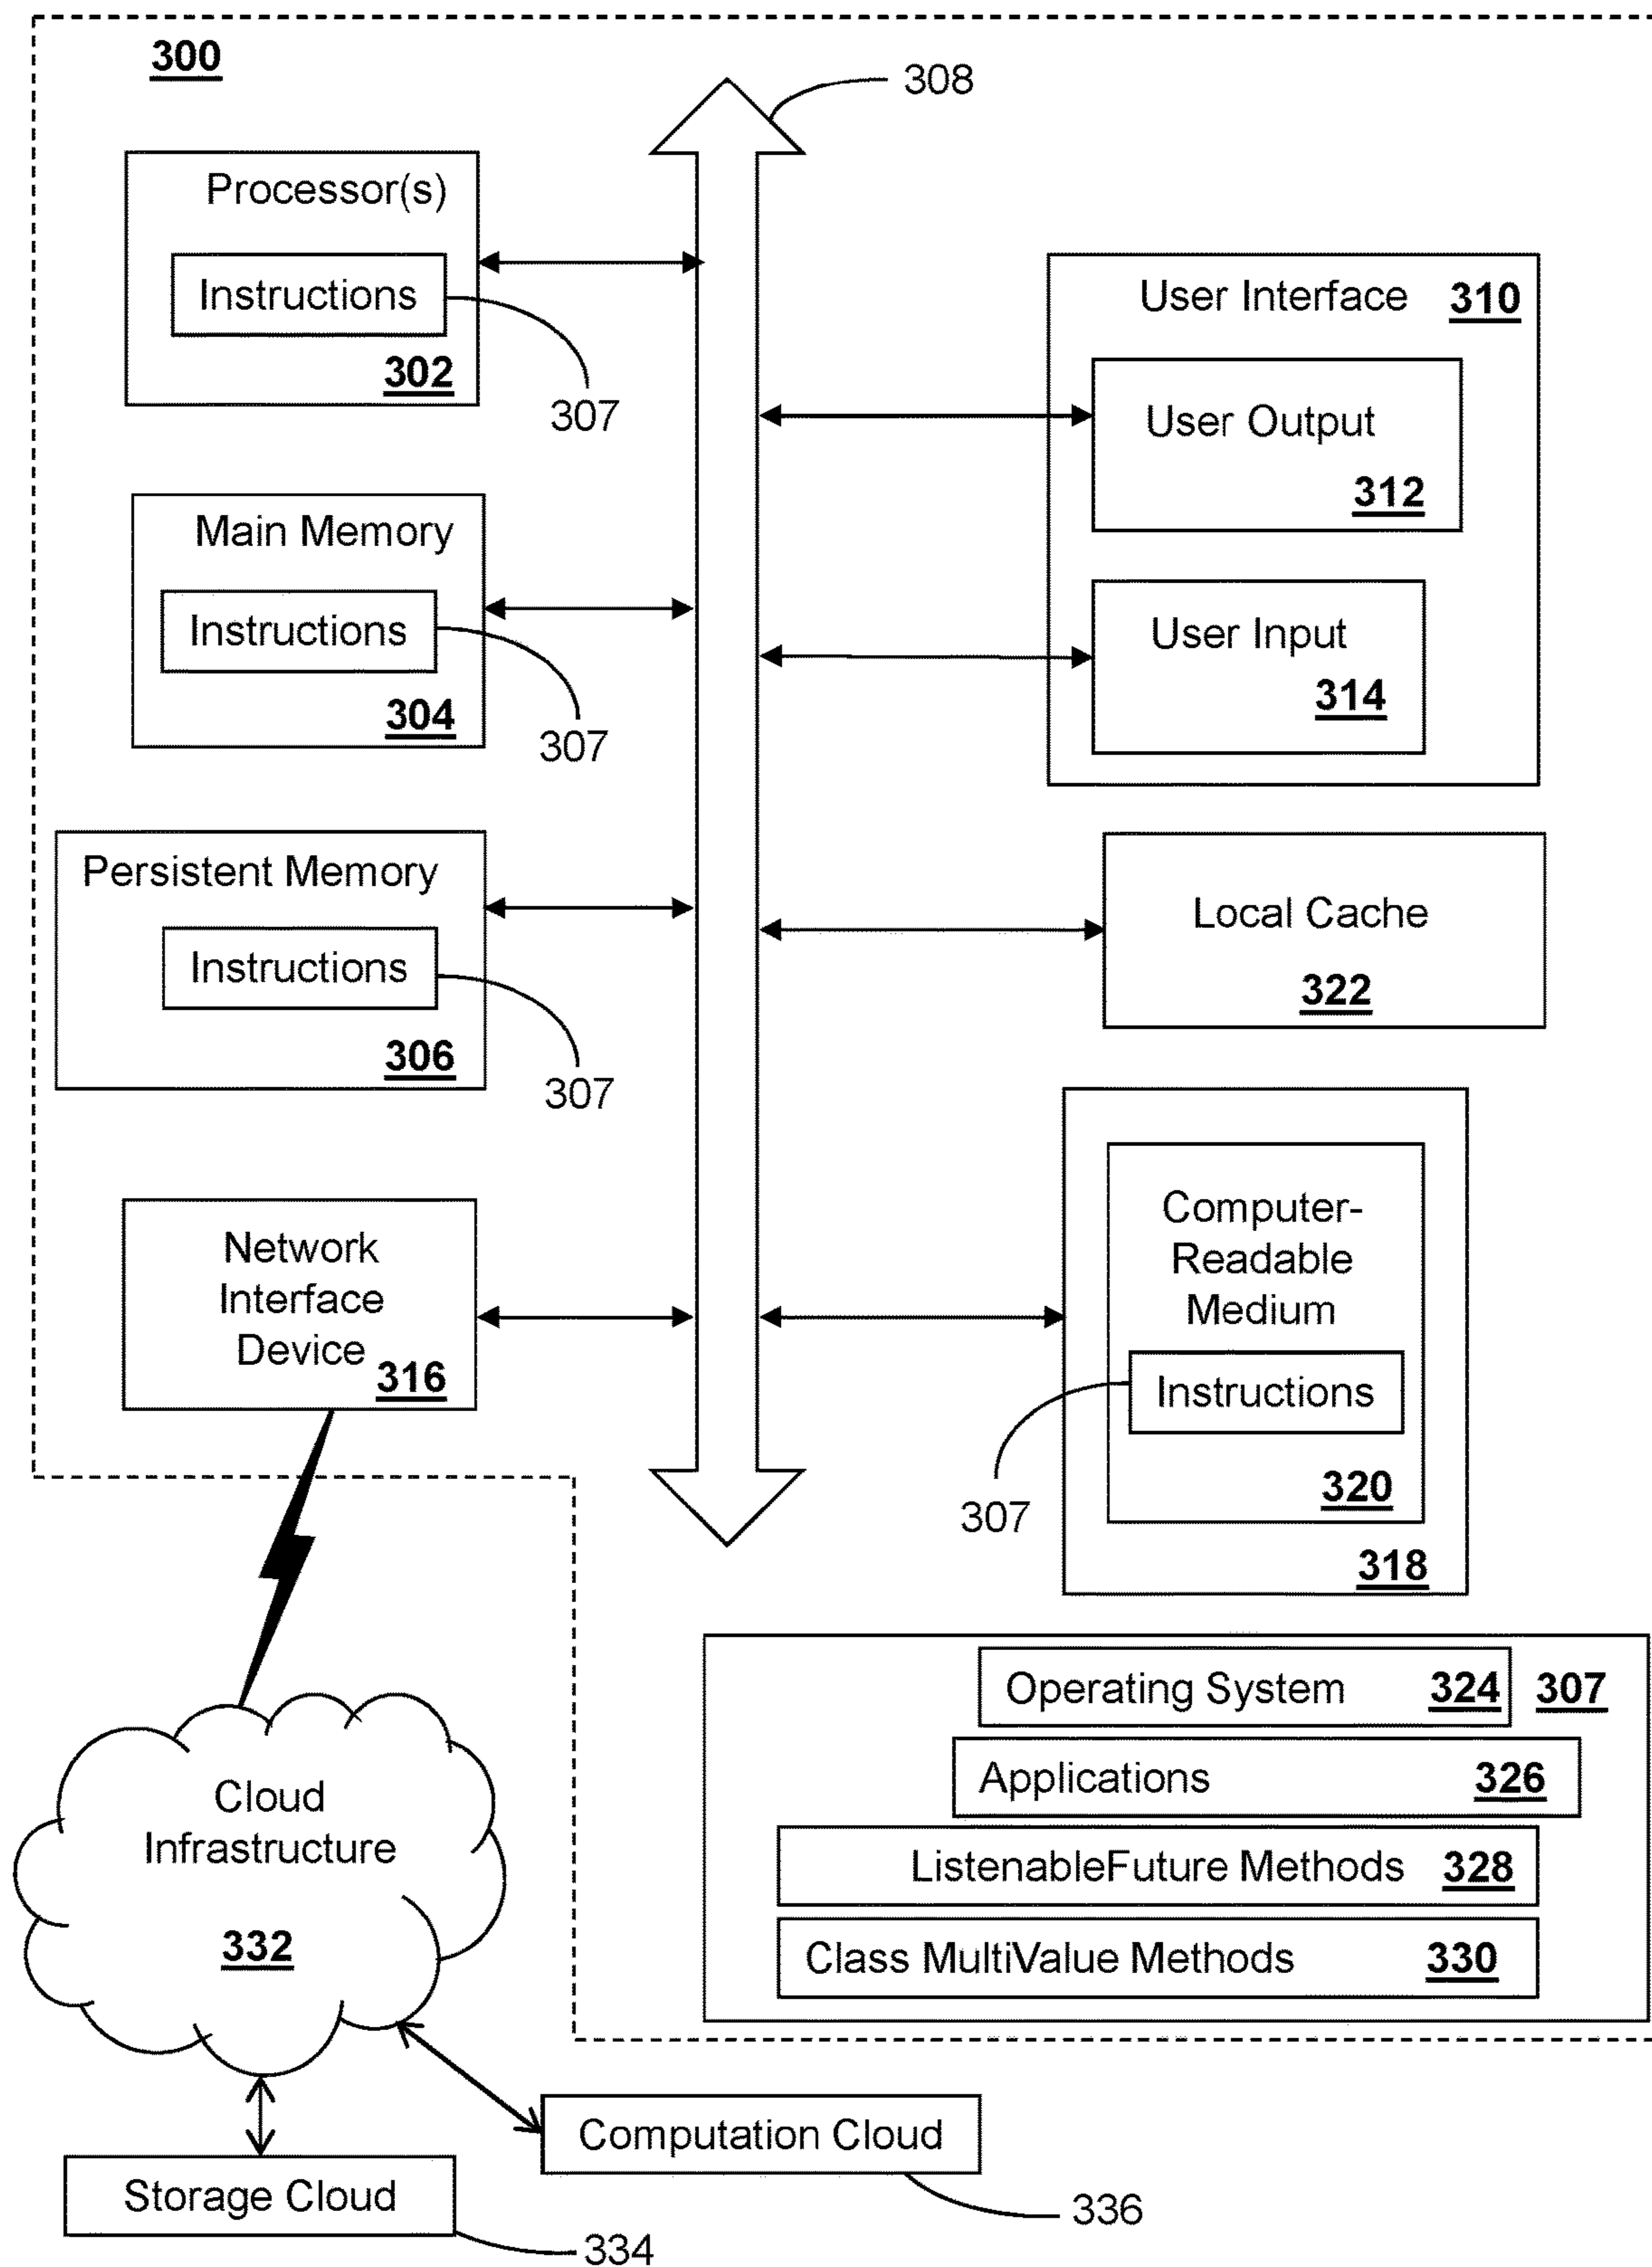 300
308
Processor(s)
Instructions
302
307
User Interface 310
User Output
312
Main Memory
Instructions
304
307
User Input
314
Persistent Memory
Instructions
306
307
Local Cache
322
Network
Interface
Device
316
Computer-
Readable
Medium
Instructions
307
320
318
Operating System 324 307
Applications 326
ListenableFuture Methods 328
Class MultiValue Methods 330
Cloud
Infrastructure
332
Computation Cloud
336
Storage Cloud
334